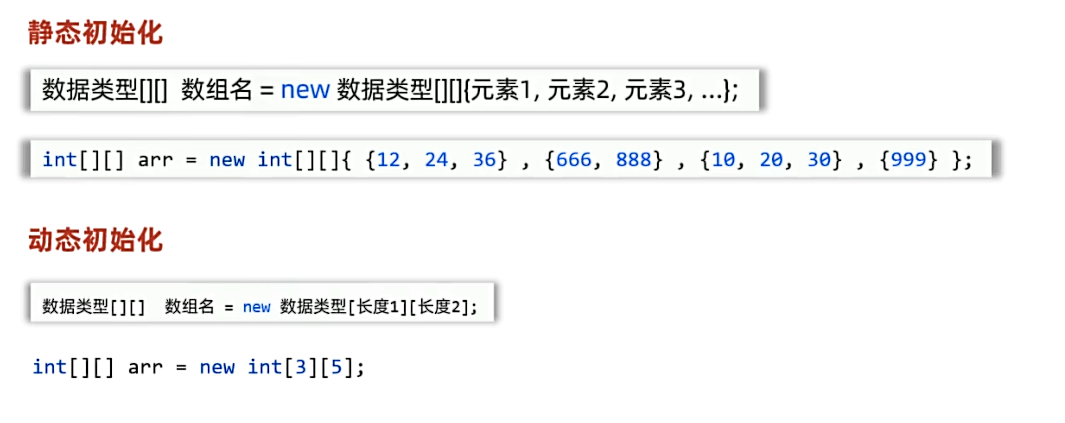 静态初始化
数据类型[][] 数组名 = new 数据类型[][]{元素1, 元素2, 元素3, ...};
int[][] arr = new int[][]{ {12, 24, 36} , {666, 888} , {10, 20, 30} , {999} };
动态初始化
数据类型[][] 数组名 = new 数据类型[长度1][长度2];
int[][] arr = new int[3][5];